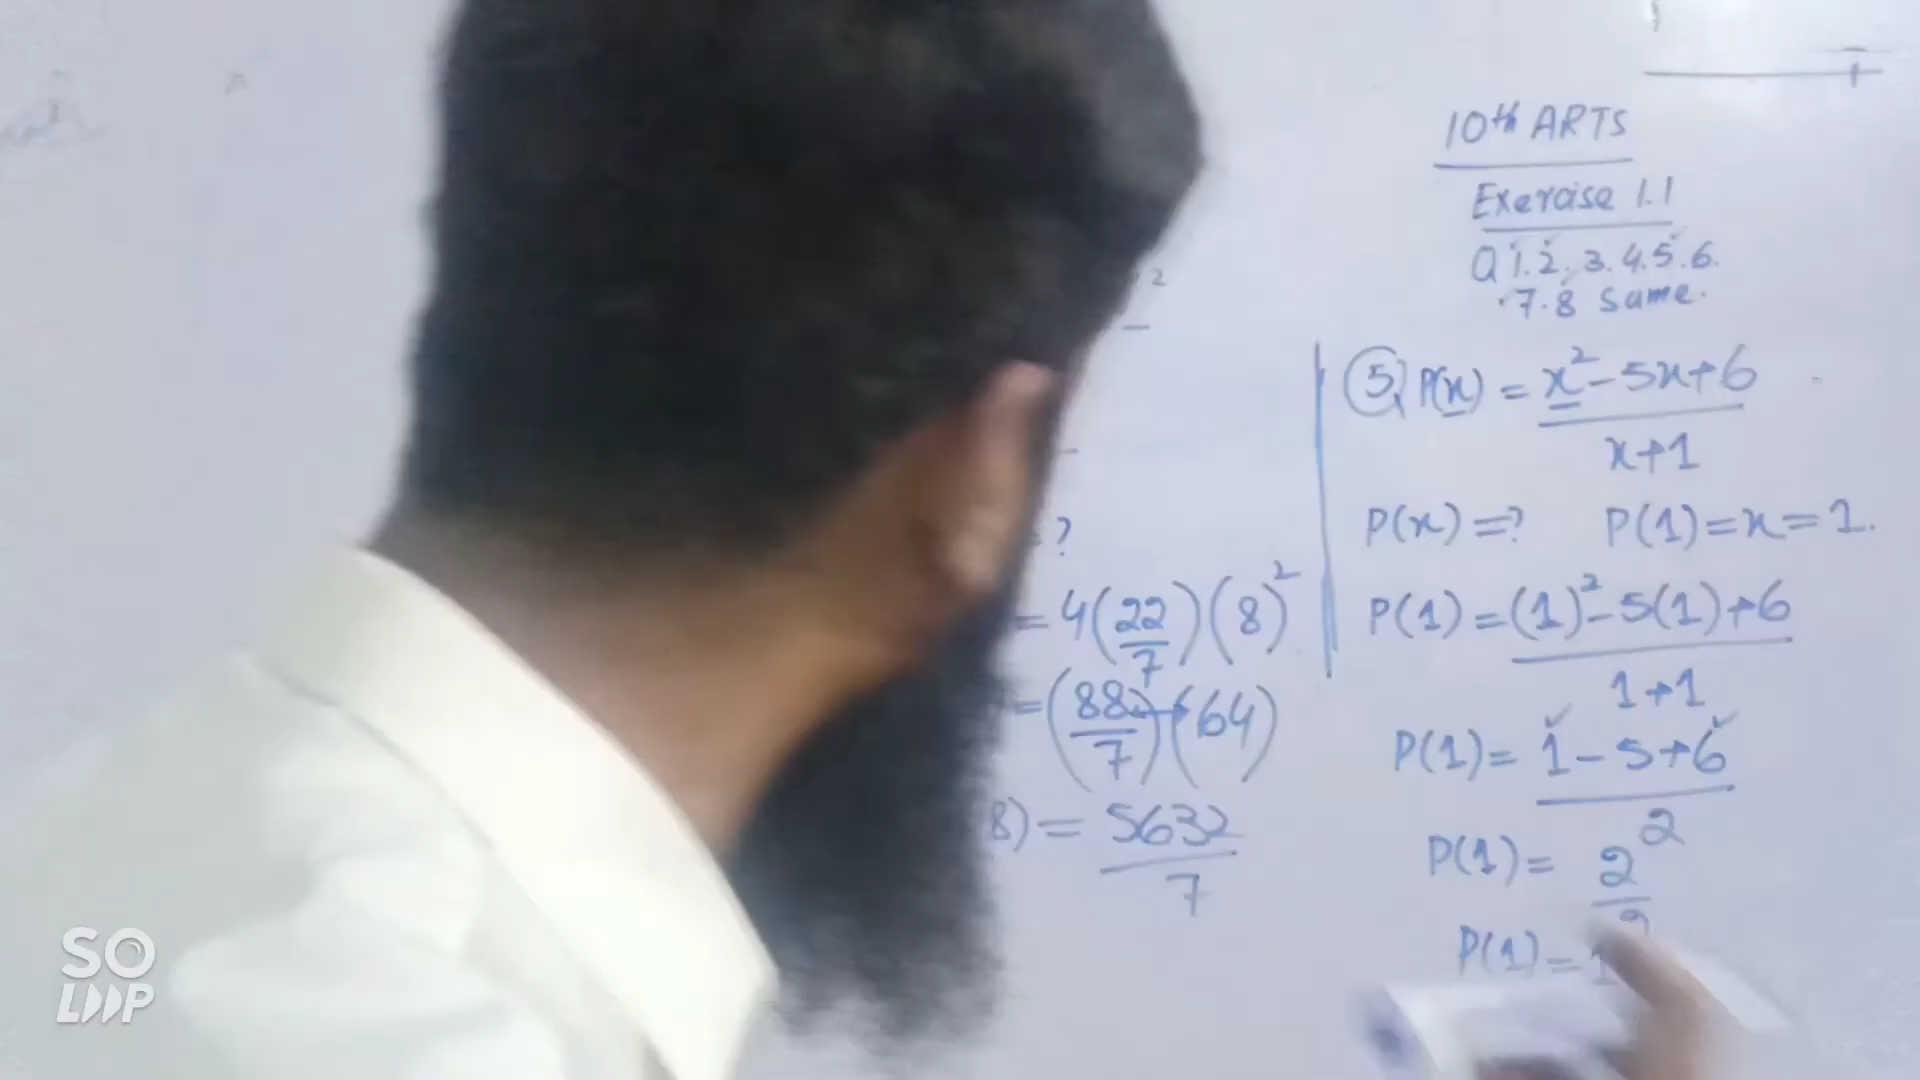 10th ARTS
Exercise 1.1
Q 1.2, 3.4.5.6.
7.8 Same.
⑤ P(x) = x² - 5x + 6
x + 1
P(x) = ? P(1) = x = 1.
P(1) = (1)² - 5(1) + 6
1 + 1
P(1) = 1 - 5 + 6
2
P(1) = 2
2
P(1) = 1
2
= ?
= 4(22/7)(8)²
= (88/7)(64)
8) = 5632
7
SO
LOOP